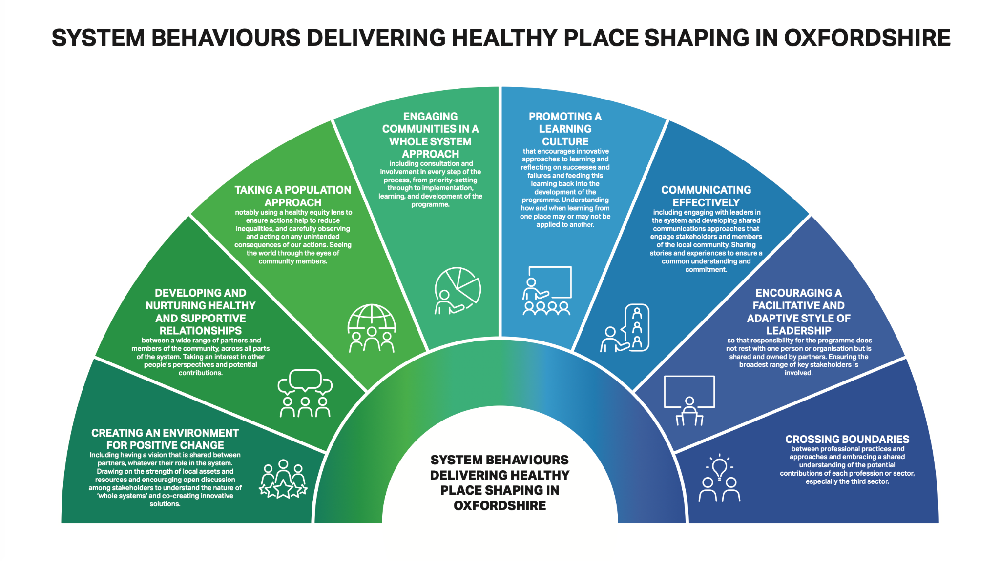 SYSTEM BEHAVIOURS DELIVERING HEALTHY PLACE SHAPING IN OXFORDSHIRE
CREATING AN ENVIRONMENT
FOR POSITIVE CHANGE
Including having a vision that is shared between
partners, whatever their role in the system.
Drawing on the strength of local assets and
resources and encouraging open discussion
among stakeholders to understand the nature of
‘whole systems’ and co-creating innovative
solutions.
DEVELOPING AND
NURTURING HEALTHY
AND SUPPORTIVE
RELATIONSHIPS
between a wide range of partners and
members of the community, across all parts
of the system. Taking an interest in other
people’s perspectives and potential
contributions.
TAKING A POPULATION
APPROACH
notably using a healthy equity lens to
ensure actions help to reduce
inequalities, and carefully observing
and acting on any unintended
consequences of our actions. Seeing
the world through the eyes of
community members.
ENGAGING
COMMUNITIES IN A
WHOLE SYSTEM
APPROACH
including consultation and
involvement in every step of the
process, from priority-setting
through to implementation,
learning, and development of the
programme.
PROMOTING A
LEARNING
CULTURE
that encourages innovative
approaches to learning and
reflecting on successes and
failures and feeding this
learning back into the
development of the
programme. Understanding
how and when learning from
one place may or may not be
applied to another.
COMMUNICATING
EFFECTIVELY
including engaging with leaders in
the system and developing shared
communications approaches that
engage stakeholders and members
of the local community. Sharing
stories and experiences to ensure a
common understanding and
commitment.
ENCOURAGING A
FACILITATIVE AND
ADAPTIVE STYLE OF
LEADERSHIP
so that responsibility for the programme does
not rest with one person or organisation but is
shared and owned by partners. Ensuring the
broadest range of key stakeholders is
involved.
CROSSING BOUNDARIES
between professional practices and
approaches and embracing a shared
understanding of the potential
contributions of each profession or sector,
especially the third sector.
SYSTEM BEHAVIOURS
DELIVERING HEALTHY
PLACE SHAPING IN
OXFORDSHIRE